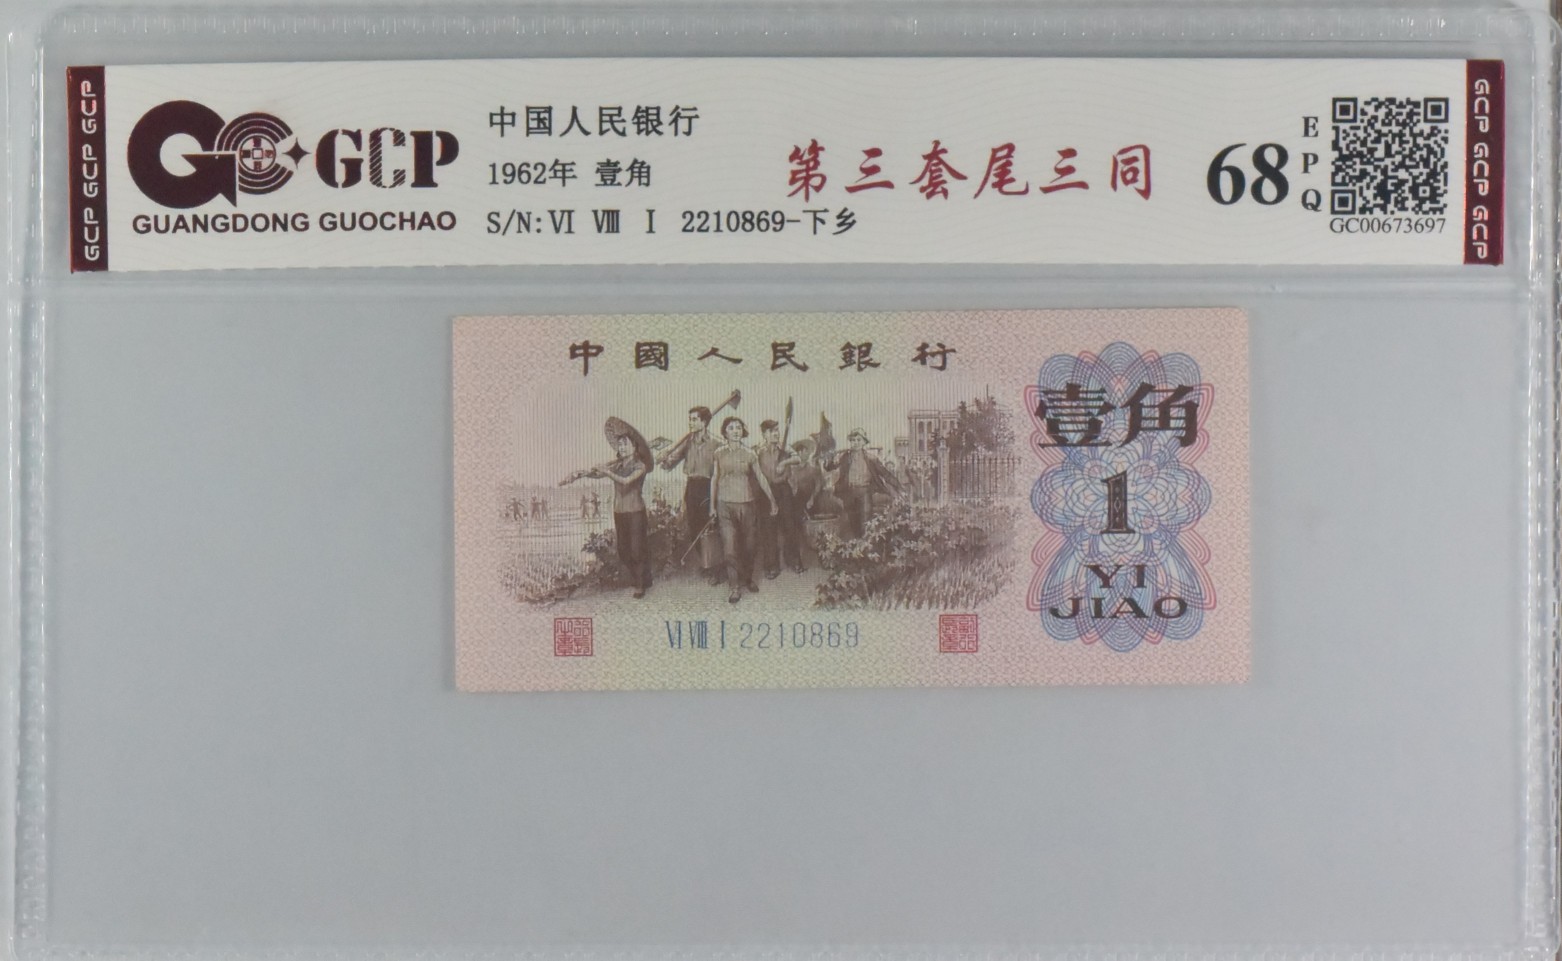 GCP GCP GCP
GCP
GUANGDONG GUOCHAO
中国人民银行
1962年 壹角
S/N: VI VIII I 2210869-下乡
第三套尾三同
68
EPQ
GC00673697
GCP GCP GCP
中國人民銀行
壹角
1
YI
JIAO
VI VIII I 2210869